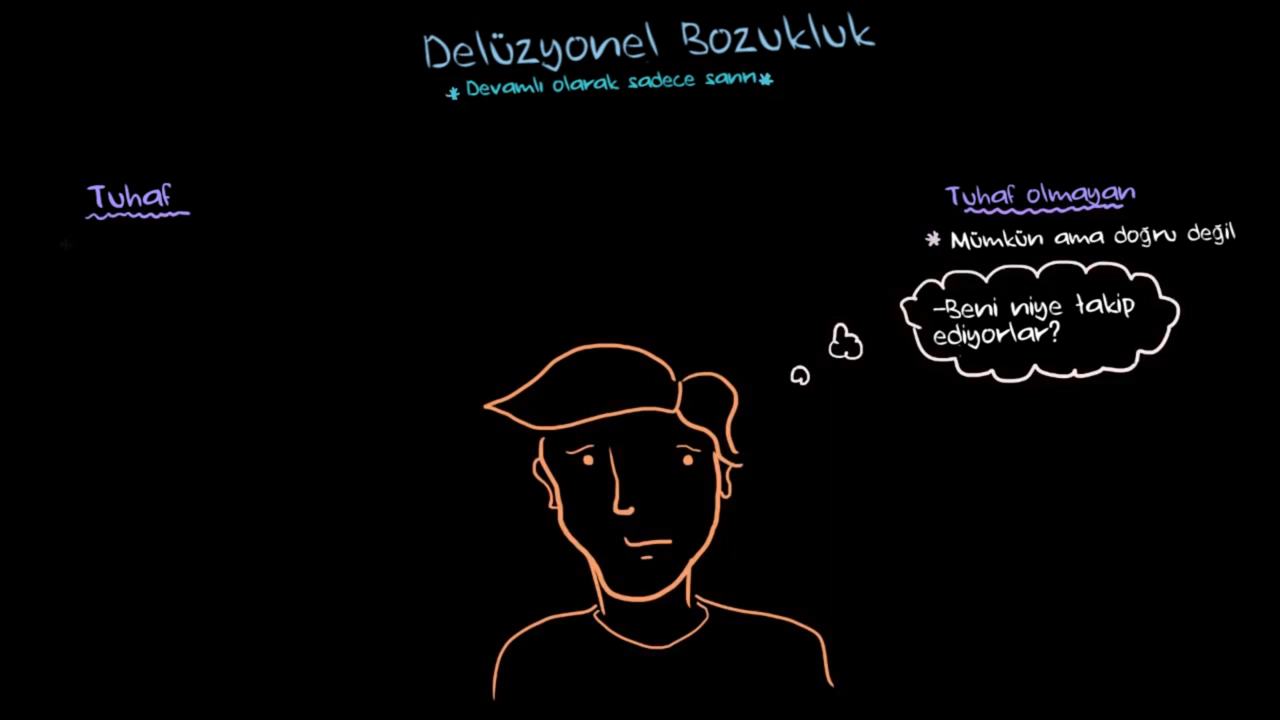 Delüzyonel Bozukluk
* Devamlı olarak sadece sanrı *
Tuhaf
Tuhaf olmayan
* Mümkün ama doğru değil
-Beni niye takip
ediyorlar?